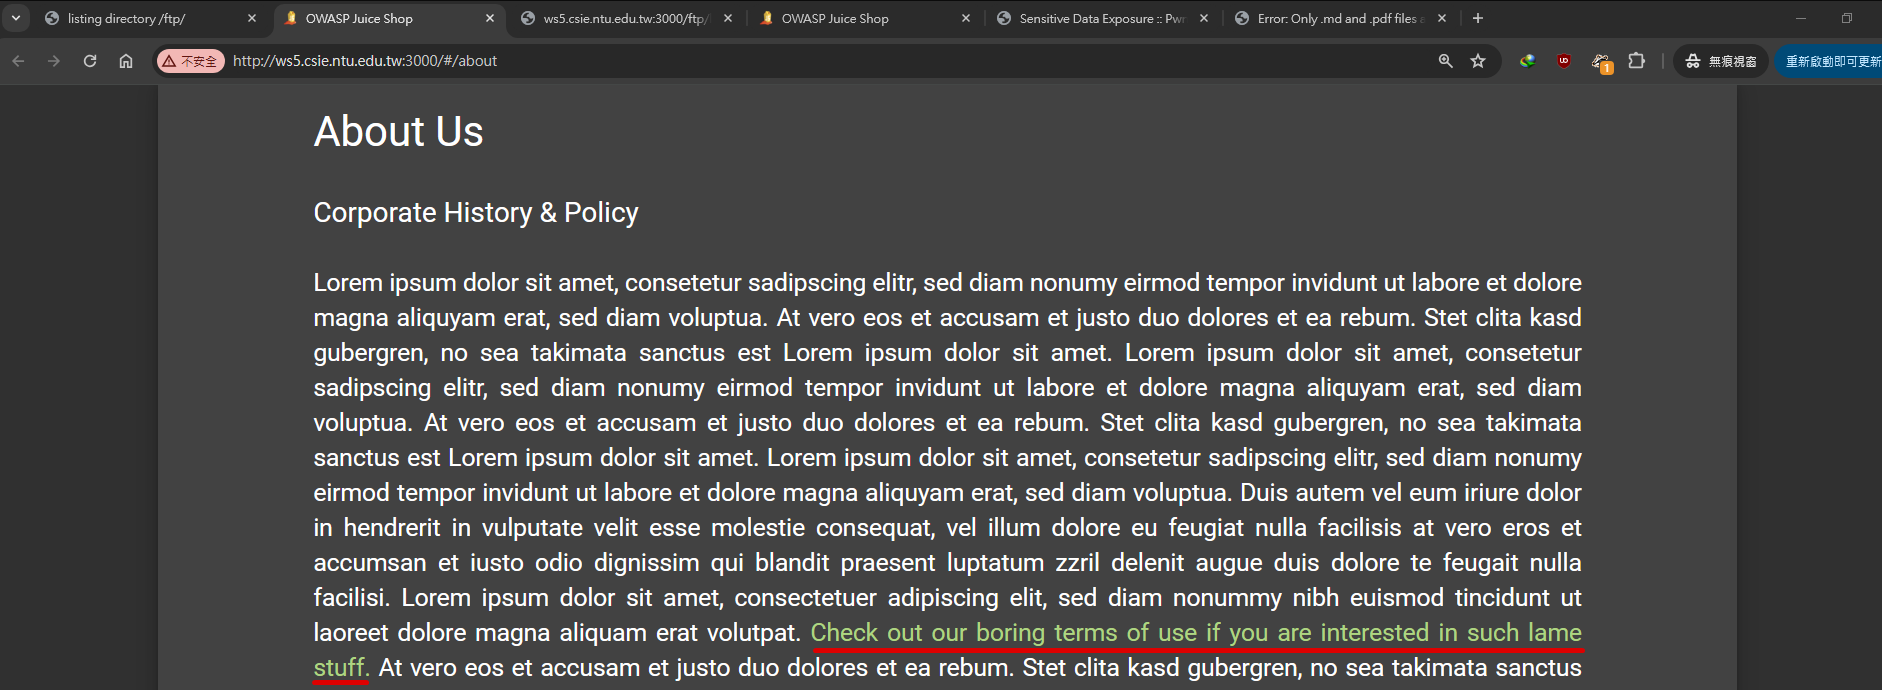 listing directory /ftp/
OWASP Juice Shop
ws5.csie.ntu.edu.tw:3000/ftp/
OWASP Juice Shop
Sensitive Data Exposure :: Pw
Error: Only .md and .pdf files
不安全
http://ws5.csie.ntu.edu.tw:3000/#/about
1
無痕視窗
重新啟動即可更新
About Us
Corporate History & Policy
Lorem ipsum dolor sit amet, consetetur sadipscing elitr, sed diam nonumy eirmod tempor invidunt ut labore et dolore
magna aliquyam erat, sed diam voluptua. At vero eos et accusam et justo duo dolores et ea rebum. Stet clita kasd
gubergren, no sea takimata sanctus est Lorem ipsum dolor sit amet. Lorem ipsum dolor sit amet, consetetur
sadipscing elitr, sed diam nonumy eirmod tempor invidunt ut labore et dolore magna aliquyam erat, sed diam
voluptua. At vero eos et accusam et justo duo dolores et ea rebum. Stet clita kasd gubergren, no sea takimata
sanctus est Lorem ipsum dolor sit amet. Lorem ipsum dolor sit amet, consetetur sadipscing elitr, sed diam nonumy
eirmod tempor invidunt ut labore et dolore magna aliquyam erat, sed diam voluptua. Duis autem vel eum iriure dolor
in hendrerit in vulputate velit esse molestie consequat, vel illum dolore eu feugiat nulla facilisis at vero eros et
accumsan et iusto odio dignissim qui blandit praesent luptatum zzril delenit augue duis dolore te feugait nulla
facilisi. Lorem ipsum dolor sit amet, consectetuer adipiscing elit, sed diam nonummy nibh euismod tincidunt ut
laoreet dolore magna aliquam erat volutpat. Check out our boring terms of use if you are interested in such lame
stuff. At vero eos et accusam et justo duo dolores et ea rebum. Stet clita kasd gubergren, no sea takimata sanctus